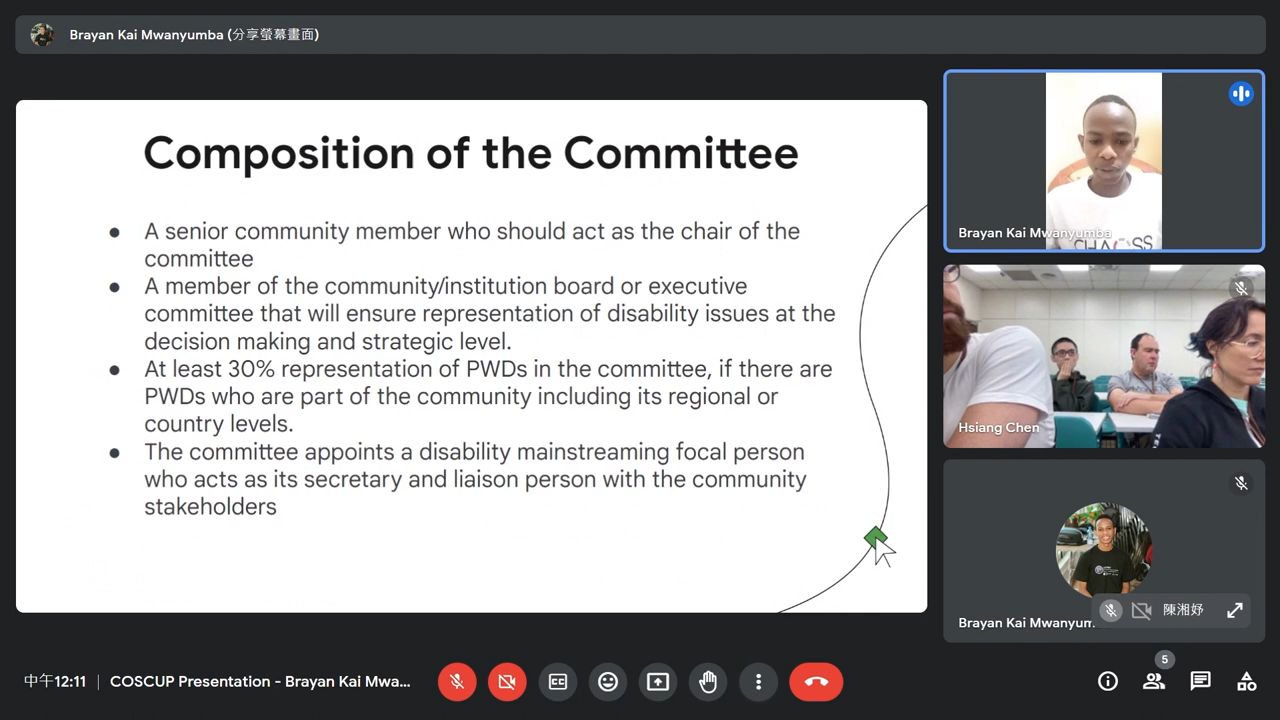 Brayan Kai Mwanyumba (分享螢幕畫面)
Composition of the Committee
● A senior community member who should act as the chair of the
committee
● A member of the community/institution board or executive
committee that will ensure representation of disability issues at the
decision making and strategic level.
● At least 30% representation of PWDs in the committee, if there are
PWDs who are part of the community including its regional or
country levels.
● The committee appoints a disability mainstreaming focal person
who acts as its secretary and liaison person with the community
stakeholders
Brayan Kai Mwanyumba
Hsiang Chen
Brayan Kai Mwanyum
陳湘妤
中午12:11 | COSCUP Presentation - Brayan Kai Mwa...
5